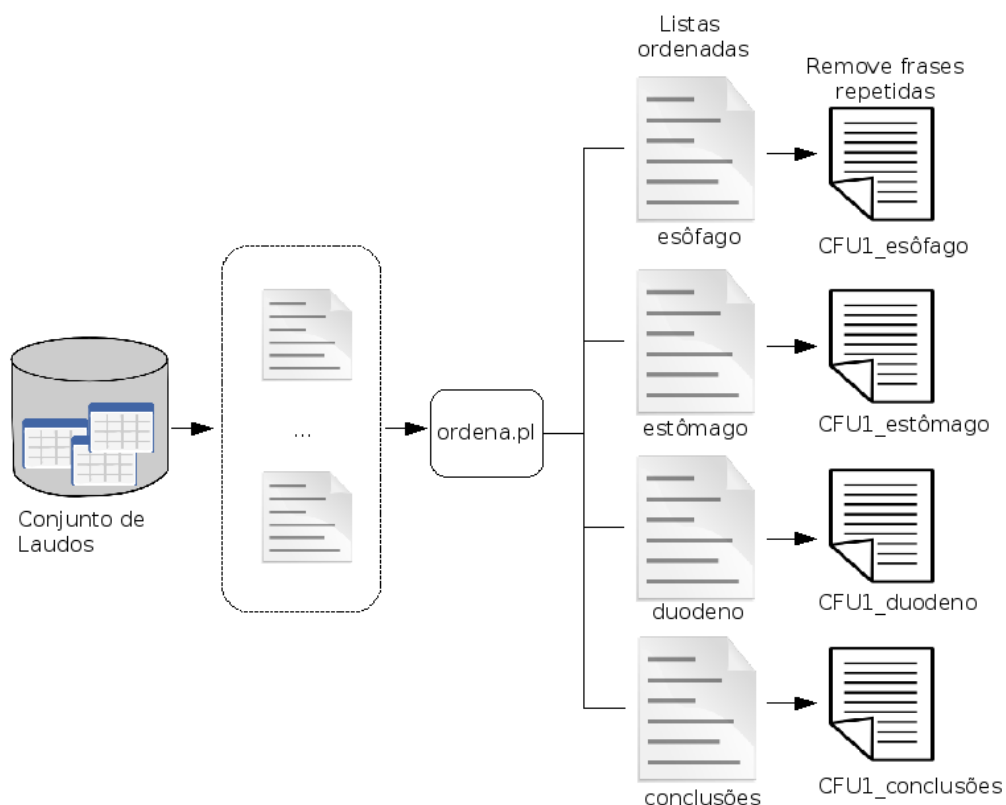 Listas
ordenadas
Remove frases
repetidas
esôfago
CFU1_esôfago
estômago
CFU1_estômago
Conjunto de
Laudos
...
ordena.pl
duodeno
CFU1_duodeno
conclusões
CFU1_conclusões